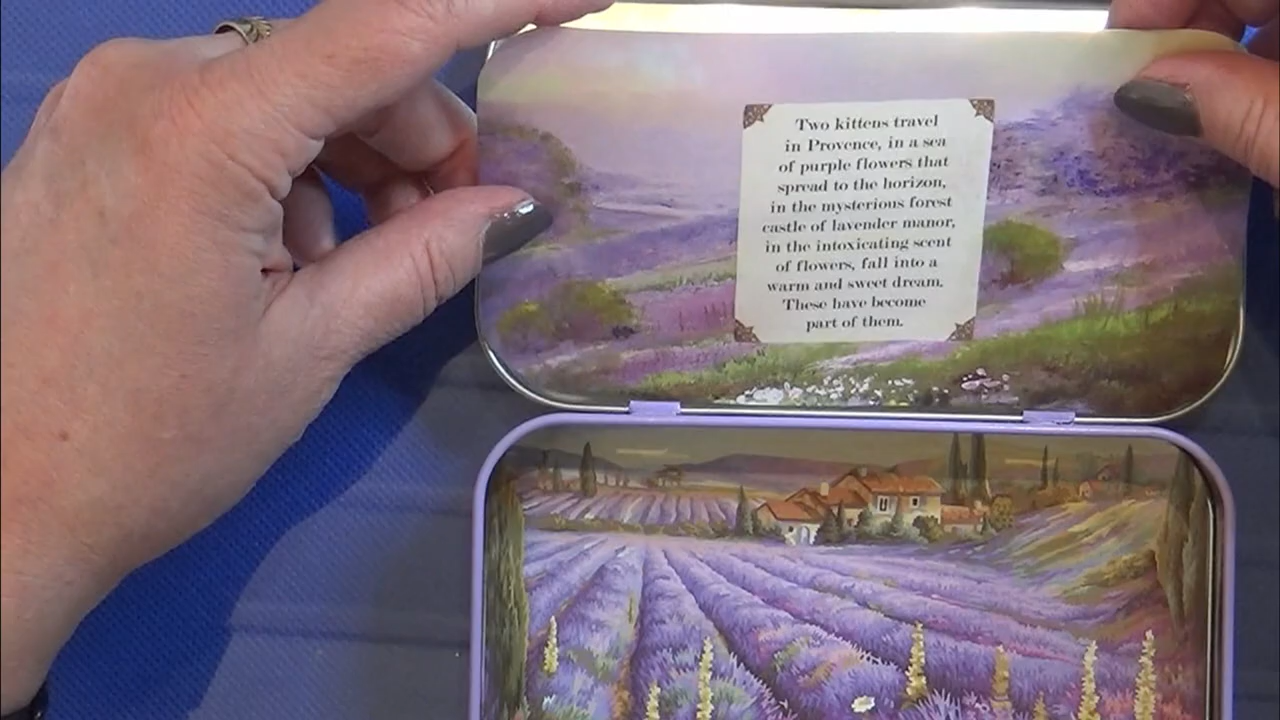 Two kittens travel
in Provence, in a sea
of purple flowers that
spread to the horizon,
in the mysterious forest
castle of lavender manor,
in the intoxicating scent
of flowers, fall into a
warm and sweet dream.
These have become
part of them.